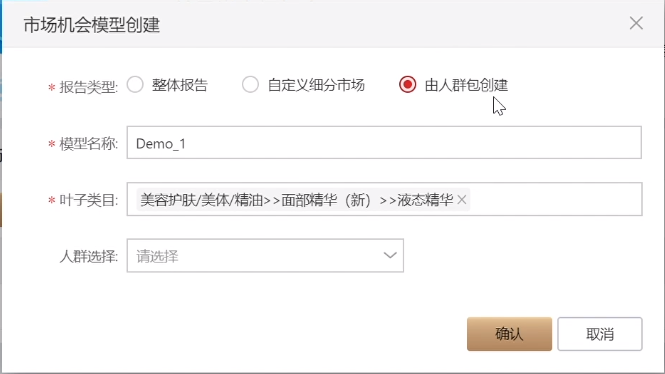 市场机会模型创建
* 报告类型: 整体报告 自定义细分市场 由人群包创建
* 模型名称: Demo_1
* 叶子类目: 美容护肤/美体/精油>>面部精华（新）>>液态精华
人群选择: 请选择
确认 取消